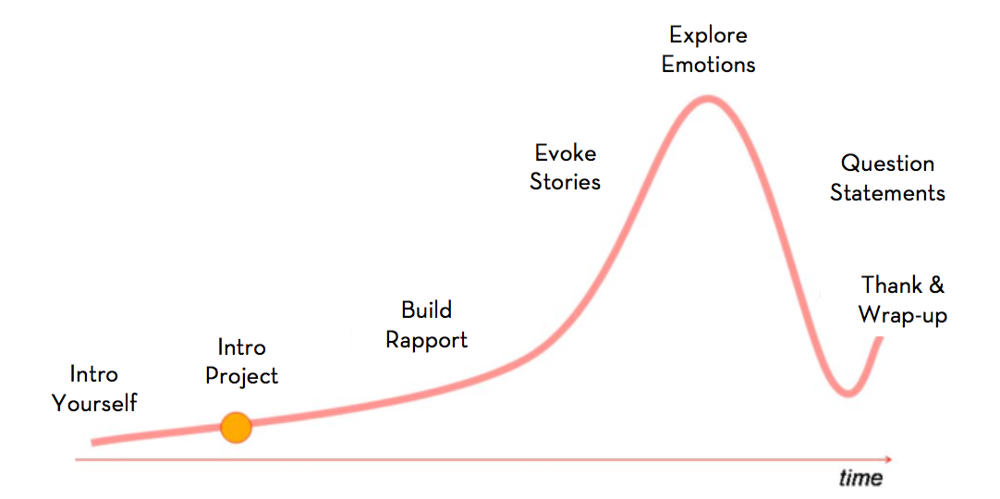 Intro
Yourself
Intro
Project
Build
Rapport
Evoke
Stories
Explore
Emotions
Question
Statements
Thank &
Wrap-up
time